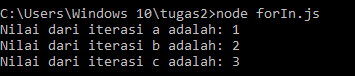 C:\Users\Windows 10\tugas2>node forIn.js
Nilai dari iterasi a adalah: 1
Nilai dari iterasi b adalah: 2
Nilai dari iterasi c adalah: 3